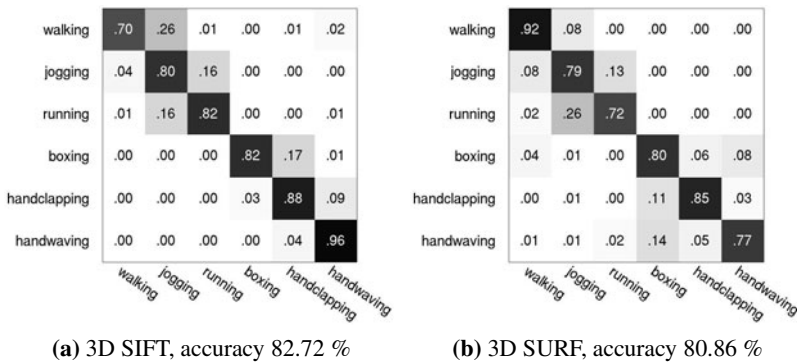 walking .70 .26 .01 .00 .01 .02
jogging .04 .80 .16 .00 .00 .00
running .01 .16 .82 .00 .00 .01
boxing .00 .00 .00 .82 .17 .01
handclapping .00 .00 .00 .03 .88 .09
handwaving .00 .00 .00 .00 .04 .96
walking jogging running boxing handclapping handwaving
(a) 3D SIFT, accuracy 82.72 %
walking .92 .08 .00 .00 .00 .00
jogging .08 .79 .13 .00 .00 .00
running .02 .26 .72 .00 .00 .00
boxing .04 .01 .00 .80 .06 .08
handclapping .00 .01 .00 .11 .85 .03
handwaving .01 .01 .02 .14 .05 .77
walking jogging running boxing handclapping handwaving
(b) 3D SURF, accuracy 80.86 %